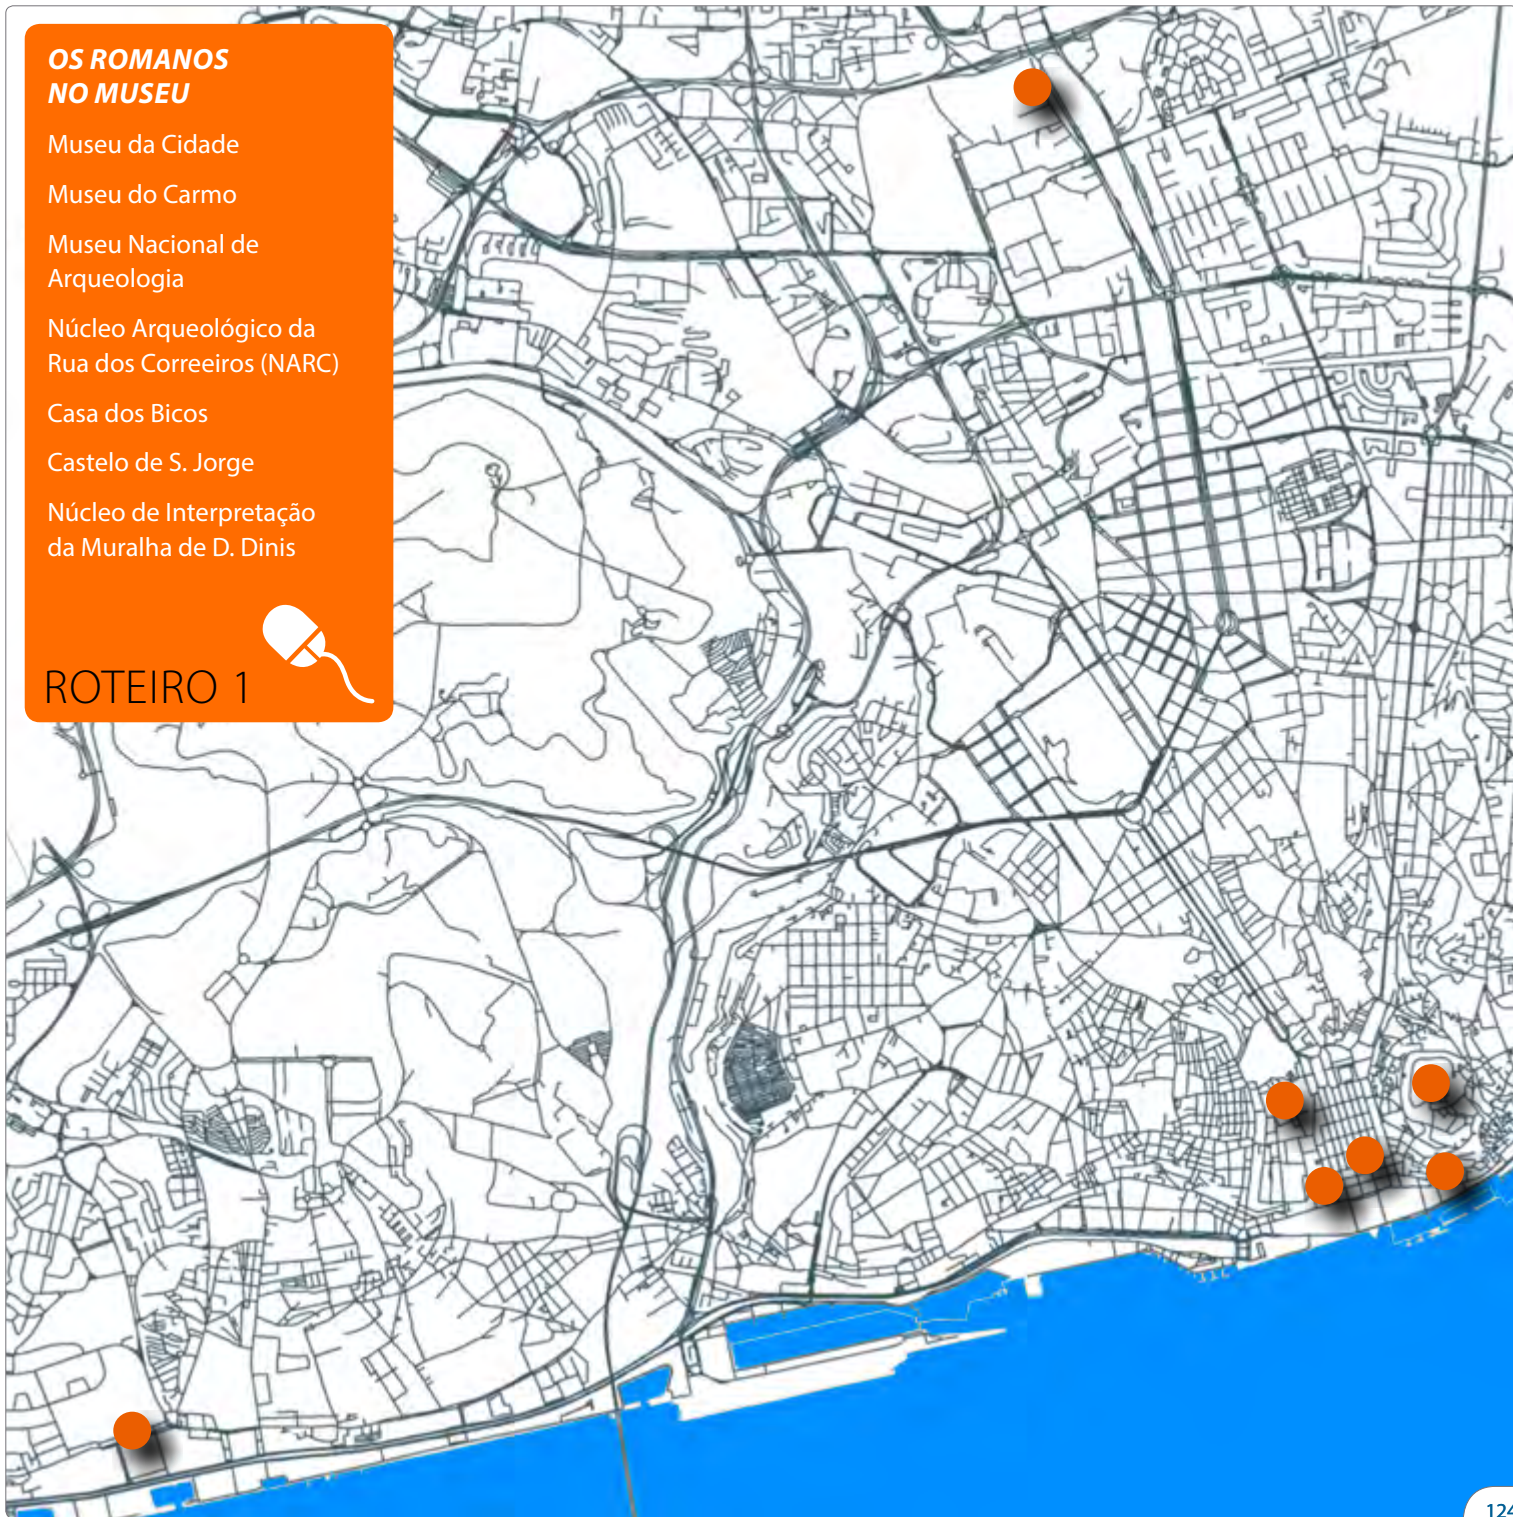 OS ROMANOS
NO MUSEU
Museu da Cidade
Museu do Carmo
Museu Nacional de
Arqueologia
Núcleo Arqueológico da
Rua dos Correeiros (NARC)
Casa dos Bicos
Castelo de S. Jorge
Núcleo de Interpretação
da Muralha de D. Dinis
ROTEIRO 1
124